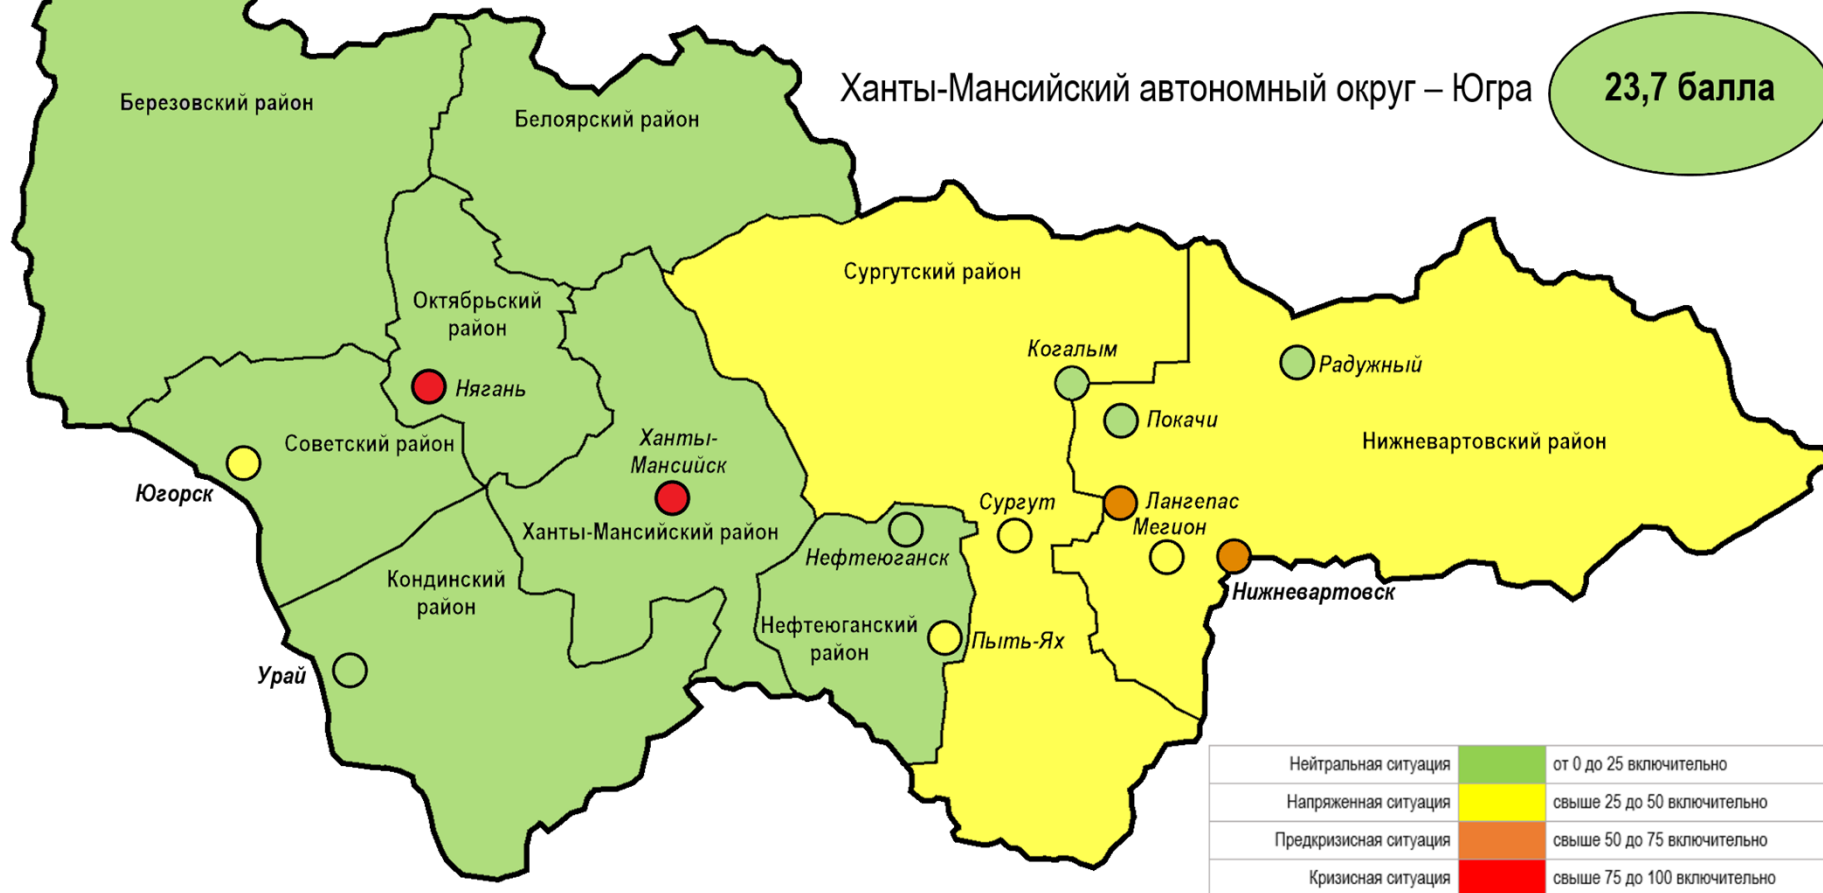 Ханты-Мансийский автономный округ – Югра
23,7 балла
Березовский район
Белоярский район
Сургутский район
Октябрьский
район
Когалым
Радужный
Нягань
Покачи
Ханты-
Мансийск
Советский район
Нижневартовский район
Югорск
Сургут
Лангепас
Мегион
Ханты-Мансийский район
Нефтеюганск
Кондинский
район
Нижневартовск
Нефтеюганский
район
Пыть-Ях
Урай
Нейтральная ситуация от 0 до 25 включительно
Напряженная ситуация свыше 25 до 50 включительно
Предкризисная ситуация свыше 50 до 75 включительно
Кризисная ситуация свыше 75 до 100 включительно